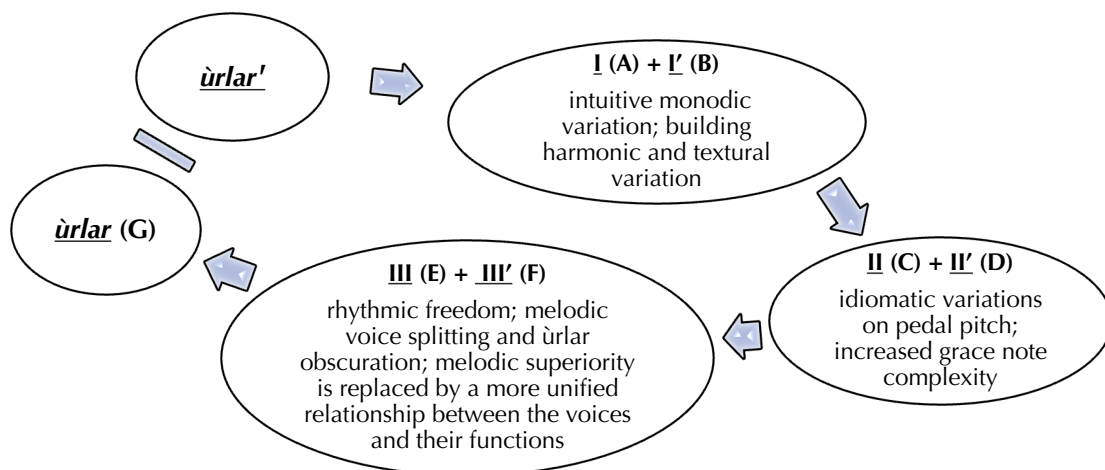 ùrlar'
I (A) + I' (B)
intuitive monodic
variation; building
harmonic and textural
variation
II (C) + II' (D)
idiomatic variations
on pedal pitch;
increased grace note
complexity
III (E) + III' (F)
rhythmic freedom; melodic
voice splitting and ùrlar
obscuration; melodic superiority
is replaced by a more unified
relationship between the voices
and their functions
ùrlar (G)